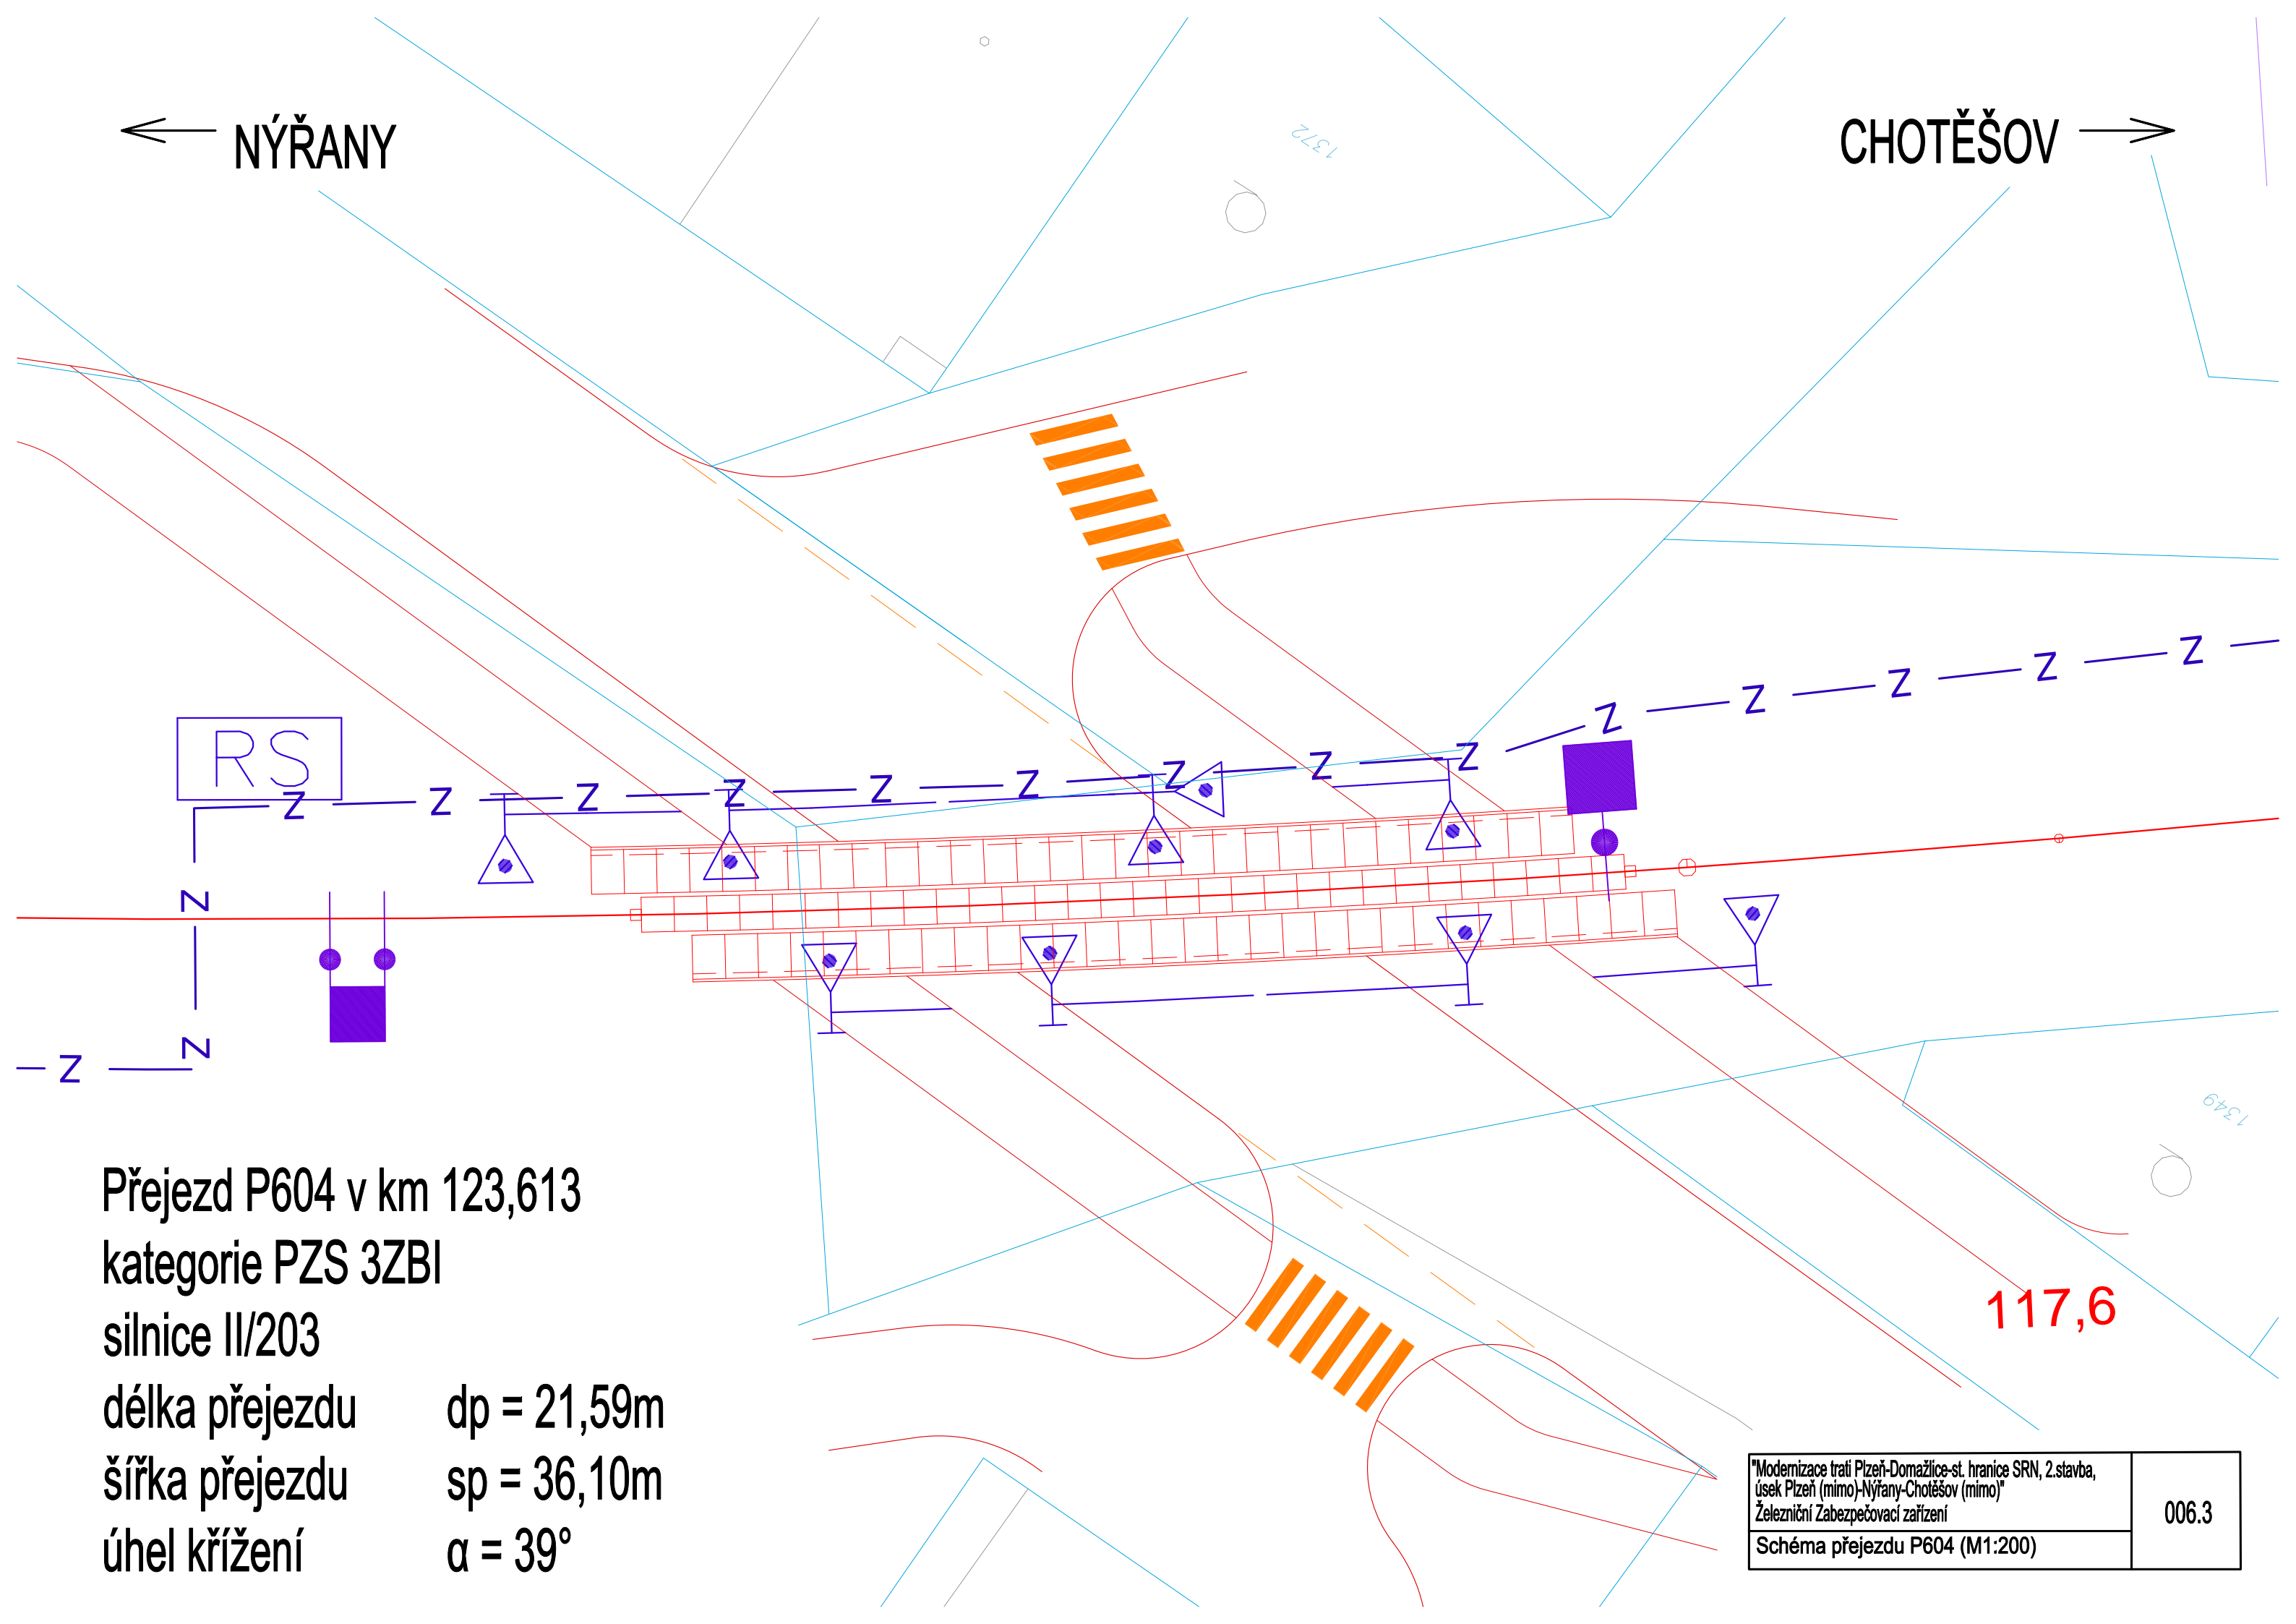 NÝŘANY
CHOTĚŠOV
1372
Z Z Z Z Z
Z
RS
Z Z Z Z Z Z Z Z Z
Z
Z
Z
1349
Přejezd P604 v km 123,613
kategorie PZS 3ZBI
silnice II/203
délka přejezdu dp = 21,59m
šířka přejezdu sp = 36,10m
úhel křížení α = 39°
117,6
"Modernizace trati Plzeň-Domažlice-st. hranice SRN, 2.stavba,
úsek Plzeň (mimo)-Nýřany-Chotěšov (mimo)"
Železniční Zabezpečovací zařízení
Schéma přejezdu P604 (M1:200)
006.3